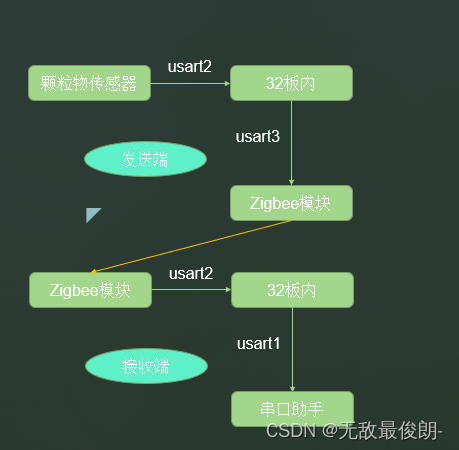 颗粒物传感器
usart2
32板内
usart3
发送端
Zigbee模块
Zigbee模块
usart2
32板内
usart1
接收端
串口助手
CSDN @无敌最俊朗-